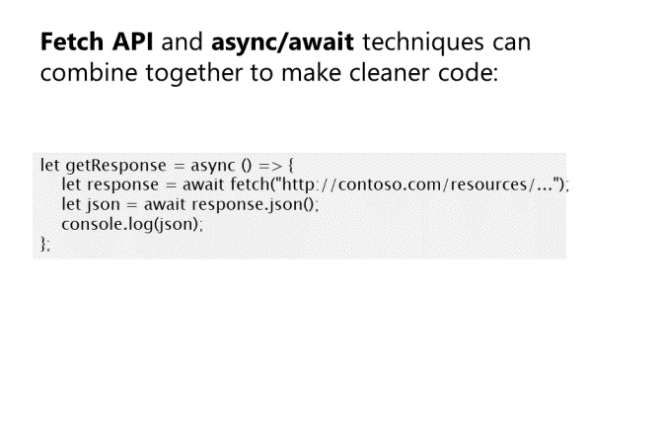 Fetch API and async/await techniques can
combine together to make cleaner code:
let getResponse = async () => {
let response = await fetch("http://contoso.com/resources/...");
let json = await response.json();
console.log(json);
};